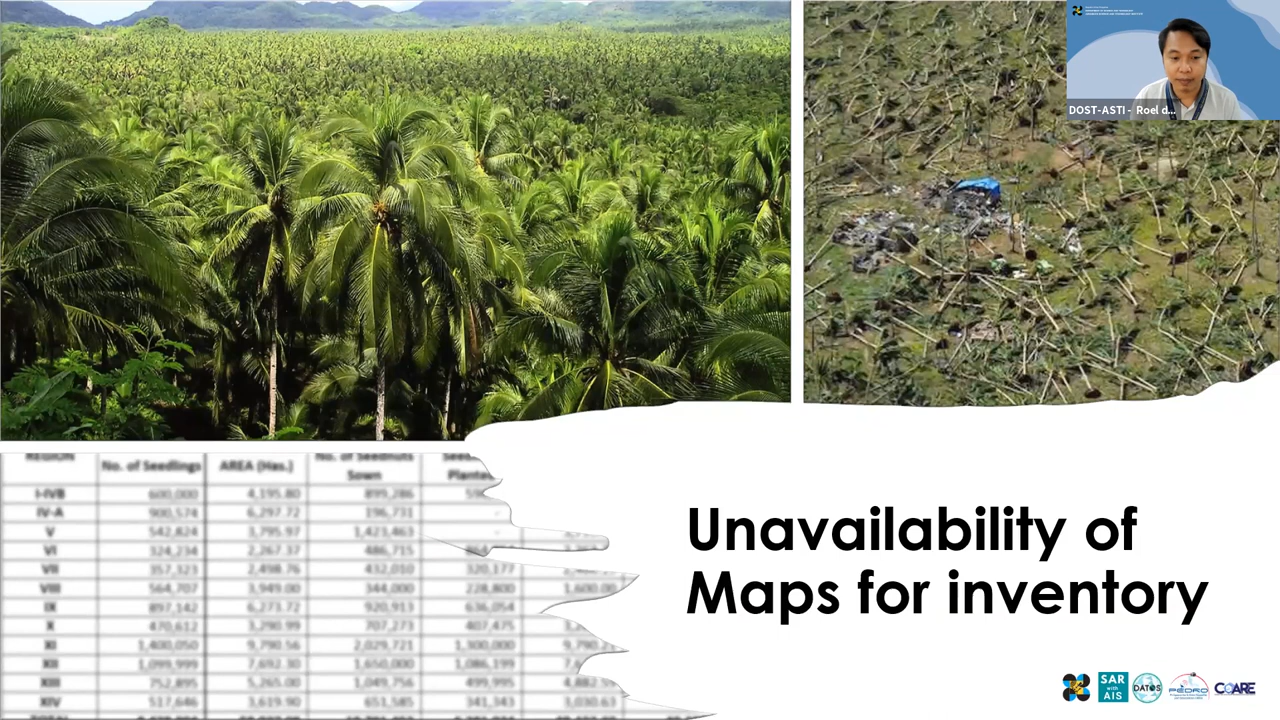 DOST-ASTI - Roel d...
REGION No. of Seedlings AREA (Has.) No. of Seednuts
Sown
I-IVB 600,000 4,195.80 899,286
IV-A 900,574 6,297.72 196,731 -
V 542,824 3,795.97 1,423,463 -
VI 324,234 2,267.37 486,715
VII 357,323 2,498.76 432,010 320,177
VIII 564,707 3,949.00 344,000 228,800 1,600.00
IX 897,142 6,273.72 920,913 636,054
X 470,612 3,290.99 707,273 407,475
XI 1,400,050 9,790.56 2,029,721 1,300,000
XII 1,099,999 7,692.30 1,650,000 1,086,199
XIII 752,895 5,265.00 1,049,756 499,995
XIV 517,646 3,619.90
Unavailability of
Maps for inventory
SAR
with
AIS
DATOS
PEDRO
COARE